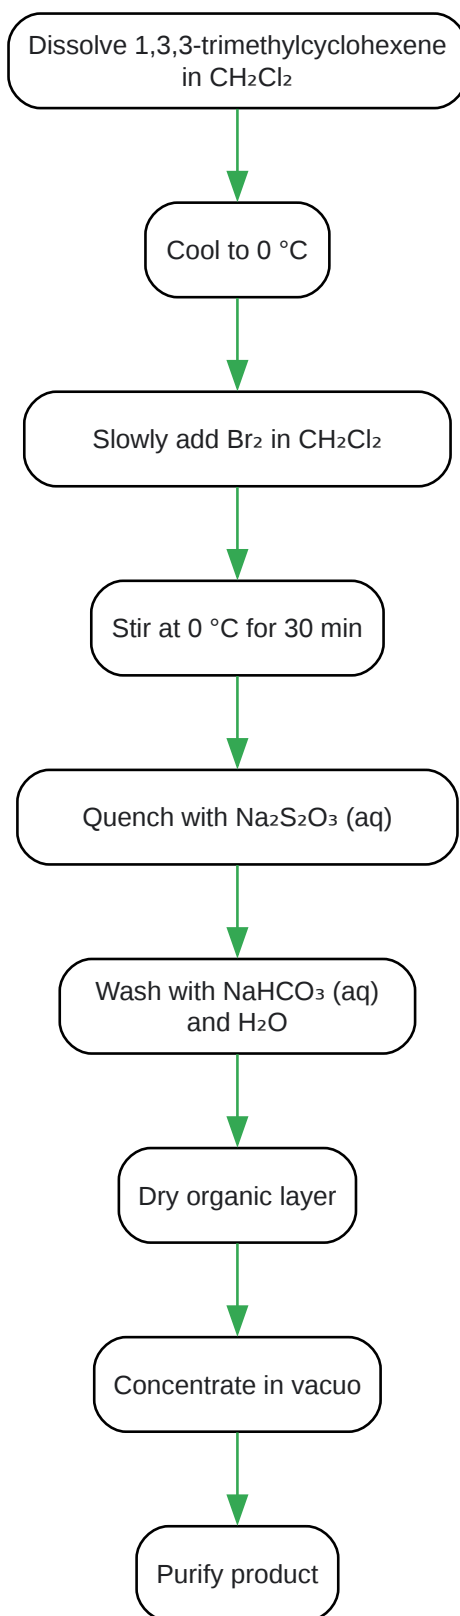 Dissolve 1,3,3-trimethylcyclohexene
in CH₂Cl₂
Cool to 0 °C
Slowly add Br₂ in CH₂Cl₂
Stir at 0 °C for 30 min
Quench with Na₂S₂O₃ (aq)
Wash with NaHCO₃ (aq)
and H₂O
Dry organic layer
Concentrate in vacuo
Purify product